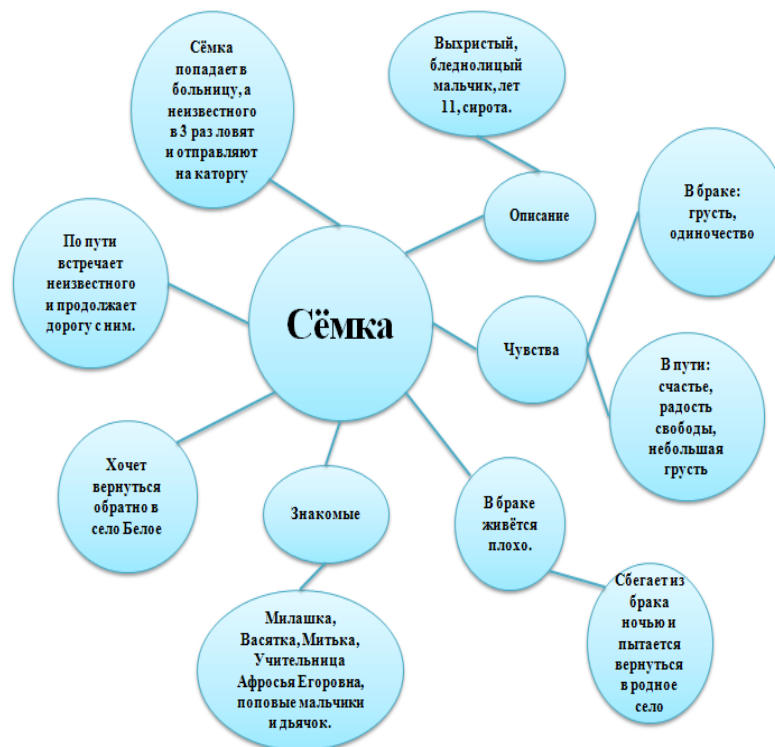 Сёмка
попадает в
больницу, а
неизвестного
в 3 раз ловят
и отправляют
на каторгу
Выхристый,
бледнолицый
мальчик, лет
11, сирота.
Описание
В браке:
грусть,
одиночество
По пути
встречает
неизвестного
и продолжает
дорогу с ним.
Сёмка
Чувства
В пути:
счастье,
радость
свободы,
небольшая
грусть
Хочет
вернуться
обратно в
село Белое
Знакомые
В браке
живётся
плохо.
Милашка,
Васятка, Митька,
Учительница
Афросья Егоровна,
поповые мальчики
и дьячок.
Сбегает из
брака
ночью и
пытается
вернуться
в родное
село